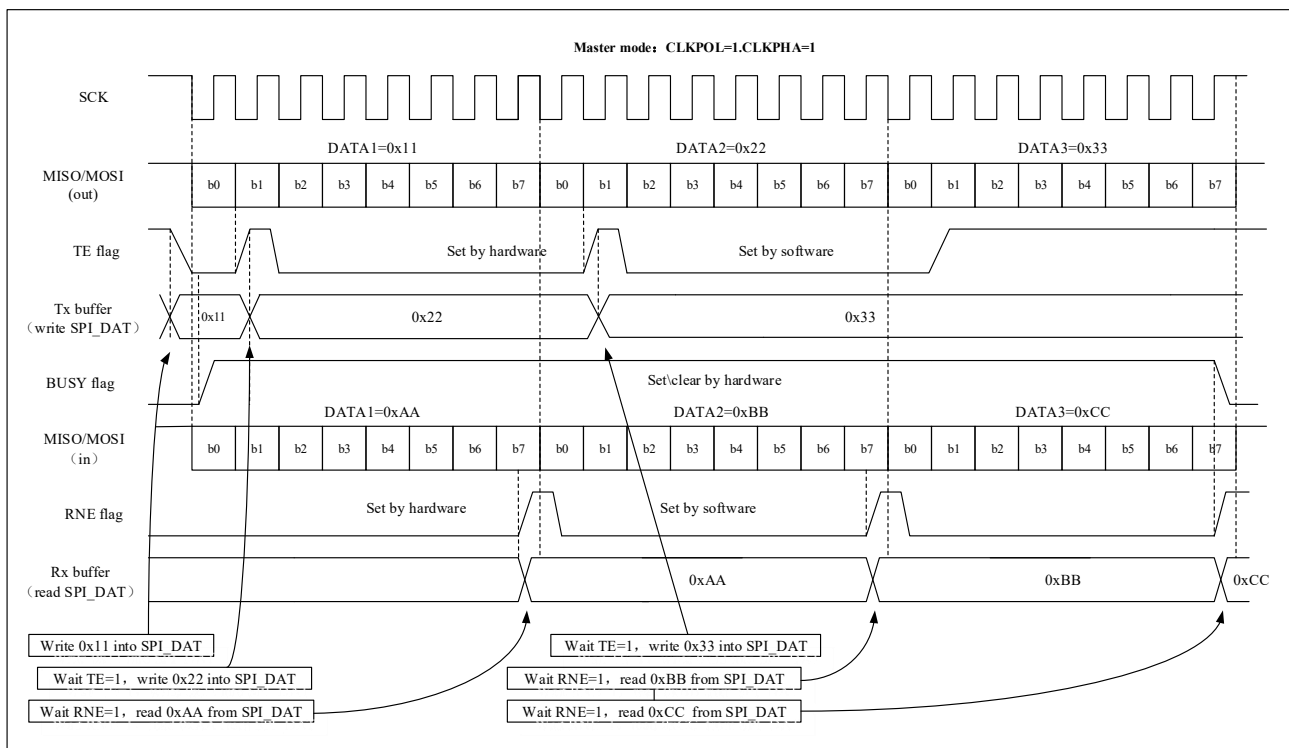 Master mode：CLKPOL=1.CLKPHA=1
SCK
DATA1=0x11 DATA2=0x22 DATA3=0x33
MISO/MOSI
(out)
b0 b1 b2 b3 b4 b5 b6 b7 b0 b1 b2 b3 b4 b5 b6 b7 b0 b1 b2 b3 b4 b5 b6 b7
TE flag
Set by hardware Set by software
Tx buffer
（write SPI_DAT）
0x11 0x22 0x33
BUSY flag
Set\clear by hardware
DATA1=0xAA DATA2=0xBB DATA3=0xCC
MISO/MOSI
（in）
b0 b1 b2 b3 b4 b5 b6 b7 b0 b1 b2 b3 b4 b5 b6 b7 b0 b1 b2 b3 b4 b5 b6 b7
RNE flag
Set by hardware Set by software
Rx buffer
（read SPI_DAT）
0xAA 0xBB 0xCC
Write 0x11 into SPI_DAT
Wait TE=1，write 0x33 into SPI_DAT
Wait TE=1，write 0x22 into SPI_DAT
Wait RNE=1，read 0xBB from SPI_DAT
Wait RNE=1，read 0xAA from SPI_DAT
Wait RNE=1，read 0xCC from SPI_DAT